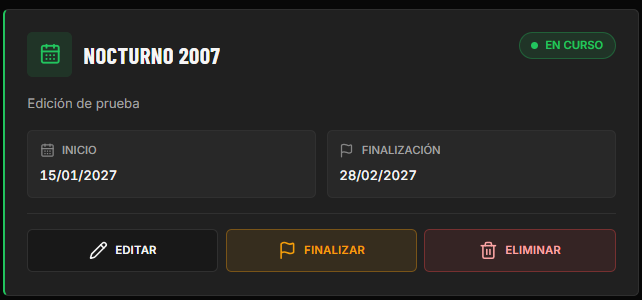 NOCTURNO 2007
EN CURSO
Edición de prueba
INICIO
15/01/2027
FINALIZACIÓN
28/02/2027
EDITAR
FINALIZAR
ELIMINAR